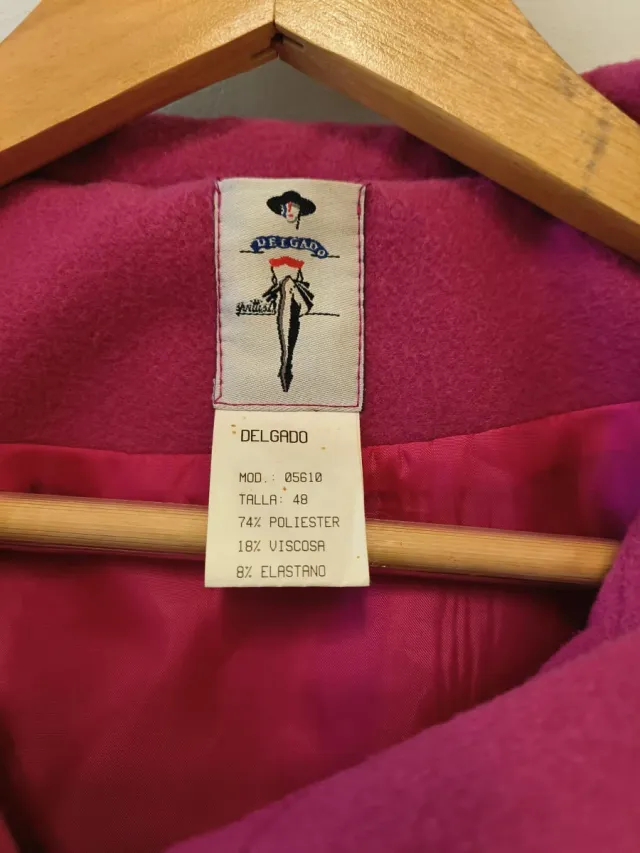 DELGADO
DELGADO
MOD.: 05610
TALLA: 48
74% POLIESTER
18% VISCOSA
8% ELASTANO